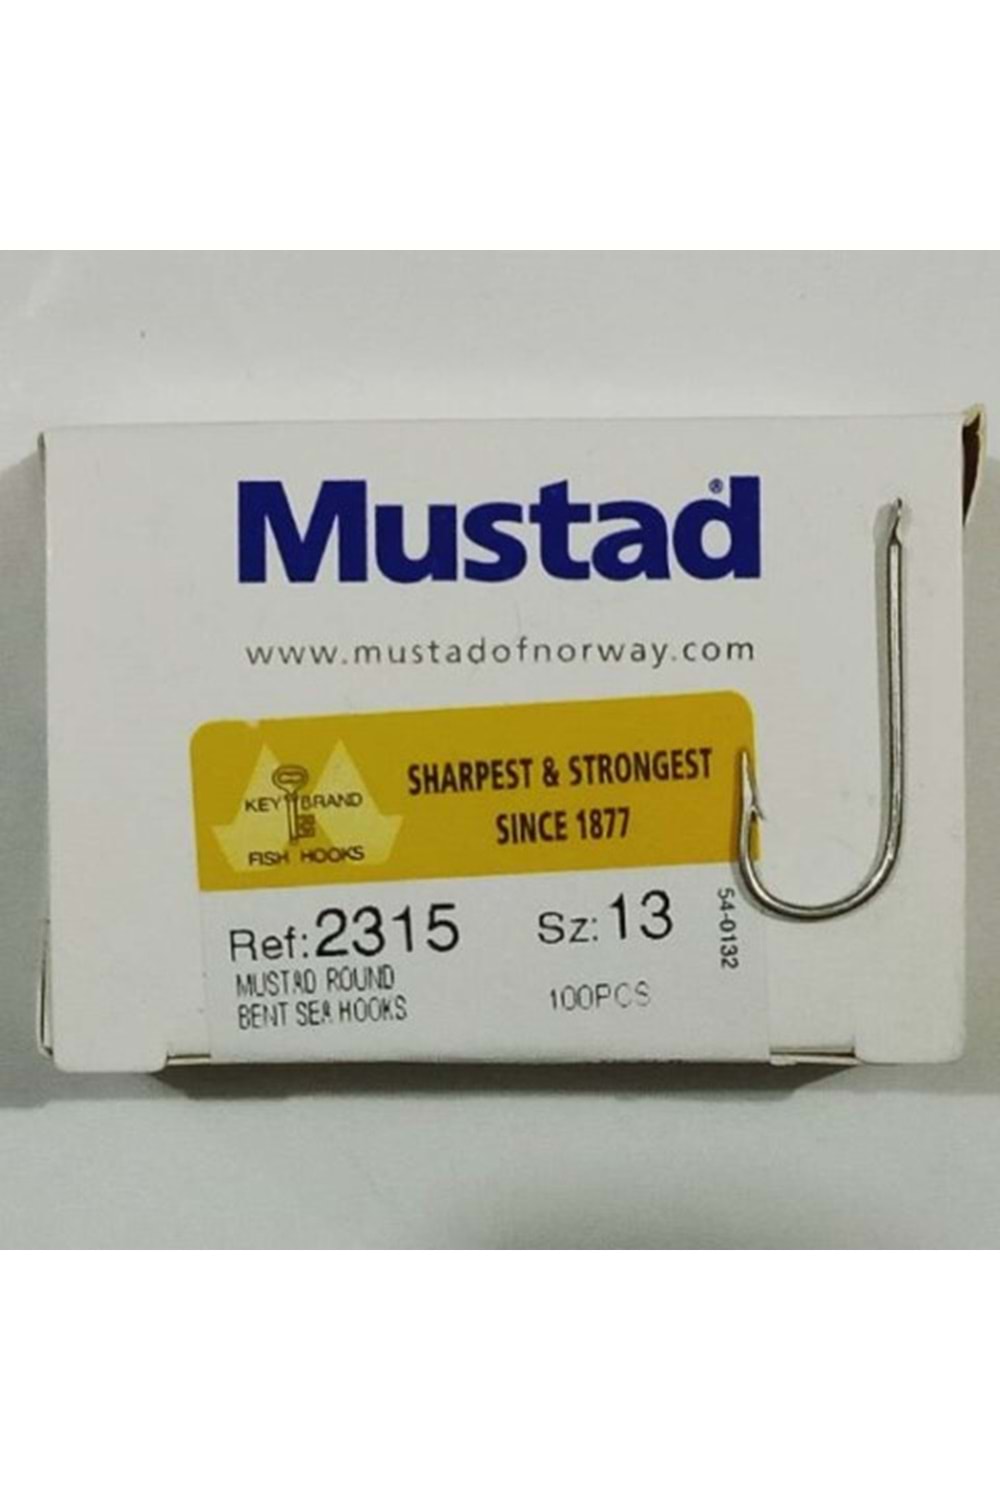 Mustad®
www.mustadofnorway.com
KEY BRAND
FISH HOOKS
SHARPEST & STRONGEST
SINCE 1877
Ref:2315
MUSTAD ROUND
BENT SEA HOOKS
Sz:13
100PCS
54-0132